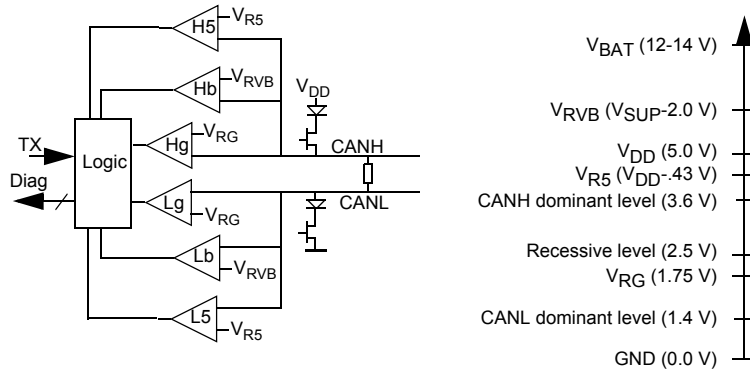 H5
V_R5
Hb
V_RVB
V_DD
TX
Logic
Hg
V_RG
CANH
Diag
Lg
V_RG
CANL
Lb
V_RVB
L5
V_R5
V_BAT (12-14 V)
V_RVB (V_SUP-2.0 V)
V_DD (5.0 V)
V_R5 (V_DD-.43 V)
CANH dominant level (3.6 V)
Recessive level (2.5 V)
V_RG (1.75 V)
CANL dominant level (1.4 V)
GND (0.0 V)